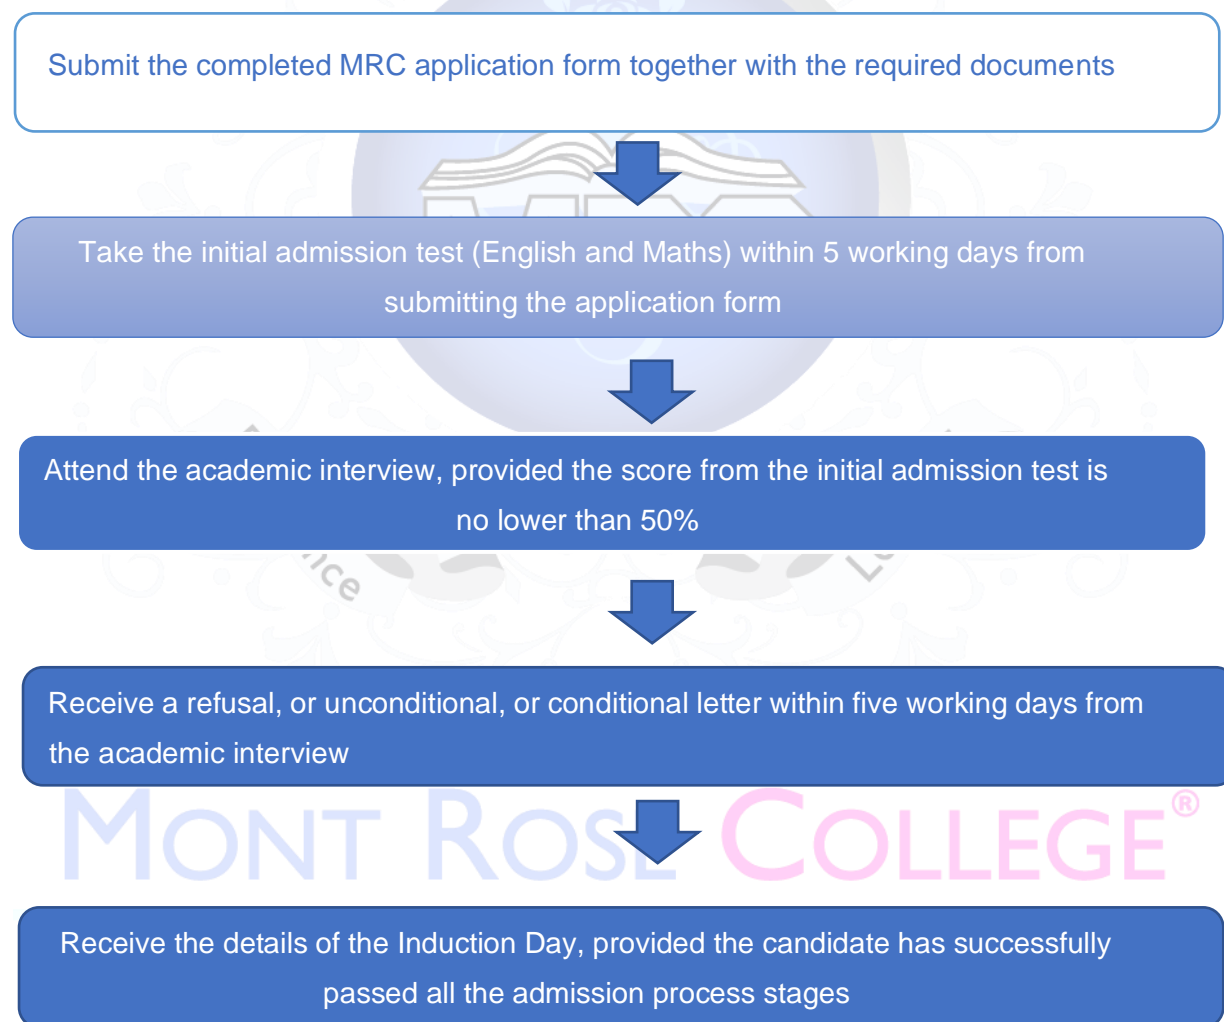 Submit the completed MRC application form together with the required documents
Take the initial admission test (English and Maths) within 5 working days from
submitting the application form
Attend the academic interview, provided the score from the initial admission test is
no lower than 50%
Receive a refusal, or unconditional, or conditional letter within five working days from
the academic interview
MONT ROSE COLLEGE®
Receive the details of the Induction Day, provided the candidate has successfully
passed all the admission process stages